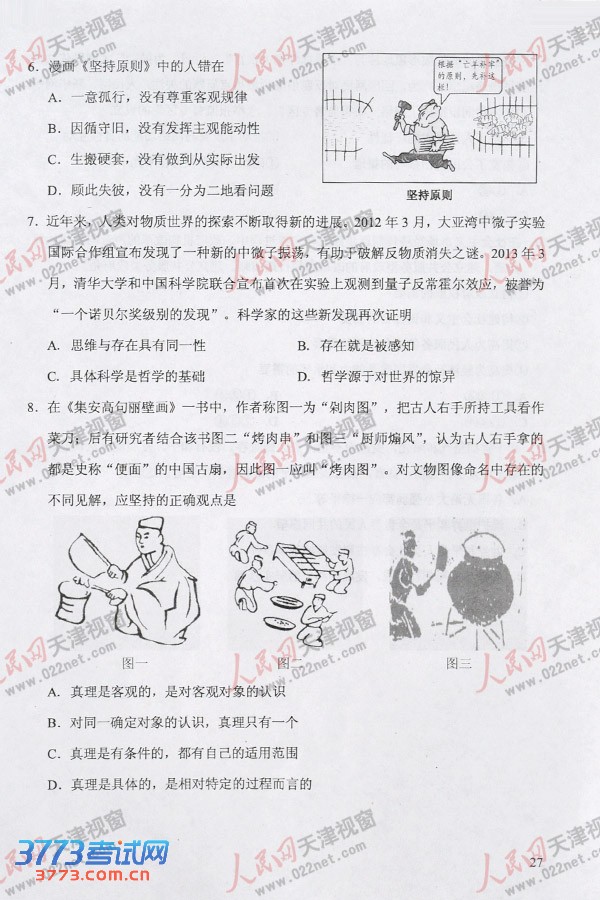 6．漫画《坚持原则》中的人错在
A．一意孤行，没有尊重客观规律
B．因循守旧，没有发挥主观能动性
C．生搬硬套，没有做到从实际出发
D．顾此失彼，没有一分为二地看问题
根据“亡羊补牢”
的原则，先补这
栏！
坚持原则
7．近年来，人类对物质世界的探索不断取得新的进展。2012 年 3 月，大亚湾中微子实验
国际合作组宣布发现了一种新的中微子振荡，有助于破解反物质消失之谜。2013 年 3
月，清华大学和中国科学院联合宣布首次在实验上观测到量子反常霍尔效应，被誉为
“一个诺贝尔奖级别的发现”。科学家的这些新发现再次证明
A．思维与存在具有同一性 B．存在就是被感知
C．具体科学是哲学的基础 D．哲学源于对世界的惊异
8．在《集安高句丽壁画》一书中，作者称图一为“剁肉图”，把古人右手所持工具看作
菜刀；后有研究者结合该书图二“烤肉串”和图三“厨师煽风”，认为古人右手拿的
都是史称“便面”的中国古扇，因此图一应叫“烤肉图”。对文物图像命名中存在的
不同见解，应坚持的正确观点是
图一 图二 图三
A．真理是客观的，是对客观对象的认识
B．对同一确定对象的认识，真理只有一个
C．真理是有条件的，都有自己的适用范围
D．真理是具体的，是相对特定的过程而言的
27
3773考试网
3773.com.cn
人民网 天津视窗
www.022net.com